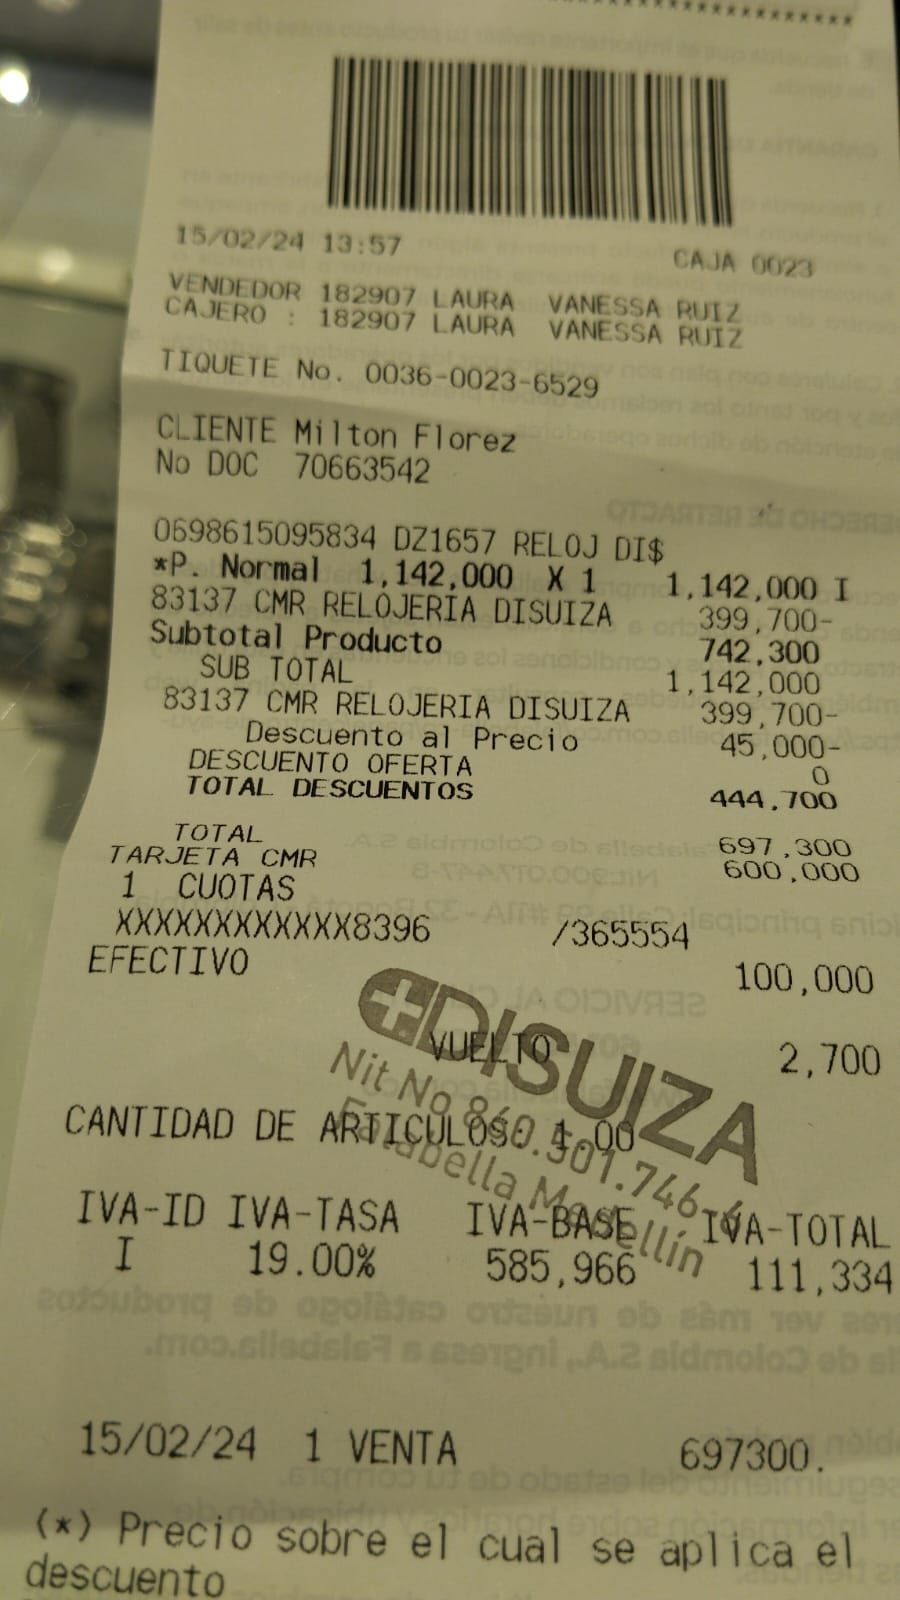 15/02/24 13:57 CAJA 0023
VENDEDOR 182907 LAURA VANESSA RUIZ
CAJERO : 182907 LAURA VANESSA RUIZ
TIQUETE No. 0036-0023-6529
CLIENTE Milton Florez
No DOC 70663542
0698615095834 DZ1657 RELOJ DI$
*P. Normal 1,142,000 X 1 1,142,000 I
83137 CMR RELOJERIA DISUIZA 399,700-
Subtotal Producto 742,300
SUB TOTAL 1,142,000
83137 CMR RELOJERIA DISUIZA 399,700-
Descuento al Precio 45,000-
DESCUENTO OFERTA 0
TOTAL DESCUENTOS 444,700
TOTAL 697,300
TARJETA CMR 600,000
1 CUOTAS
XXXXXXXXXXXX8396 /365554
EFECTIVO 100,000
VUELTO 2,700
DISUIZA
Nit No 860.501.746-
Falabella Medellín
CANTIDAD DE ARTICULOS: 1.00
IVA-ID IVA-TASA IVA-BASE IVA-TOTAL
I 19.00% 585,966 111,334
15/02/24 1 VENTA 697300.
(*) Precio sobre el cual se aplica el
descuento